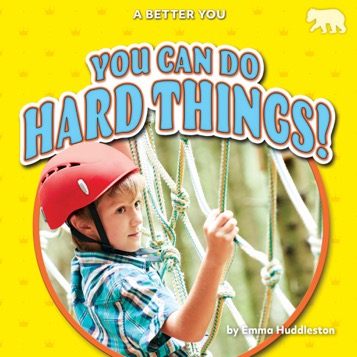 A BETTER YOU
YOU CAN DO
HARD THINGS!
by Emma Huddleston